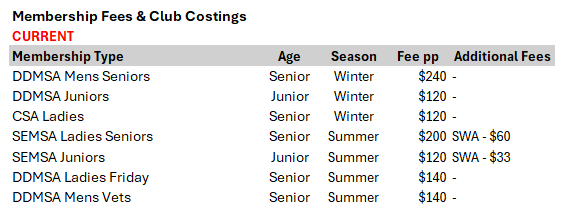 Membership Fees & Club Costings
CURRENT
Membership Type Age Season Fee pp Additional Fees
DDMSA Mens Seniors Senior Winter $240 -
DDMSA Juniors Junior Winter $120 -
CSA Ladies Senior Winter $120 -
SEMSA Ladies Seniors Senior Summer $200 SWA - $60
SEMSA Juniors Junior Summer $120 SWA - $33
DDMSA Ladies Friday Senior Summer $140 -
DDMSA Mens Vets Senior Summer $140 -